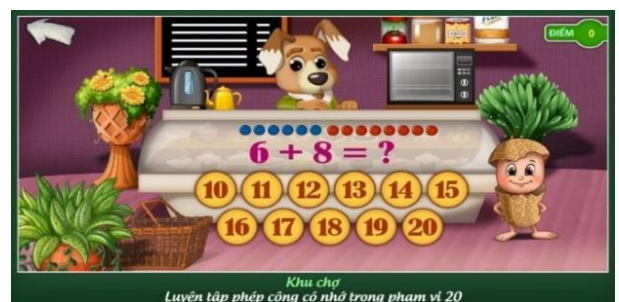 ĐIỂM 0
6 + 8 = ?
10 11 12 13 14 15
16 17 18 19 20
Khu chợ
Luyện tập phép cộng có nhớ trong phạm vi 20